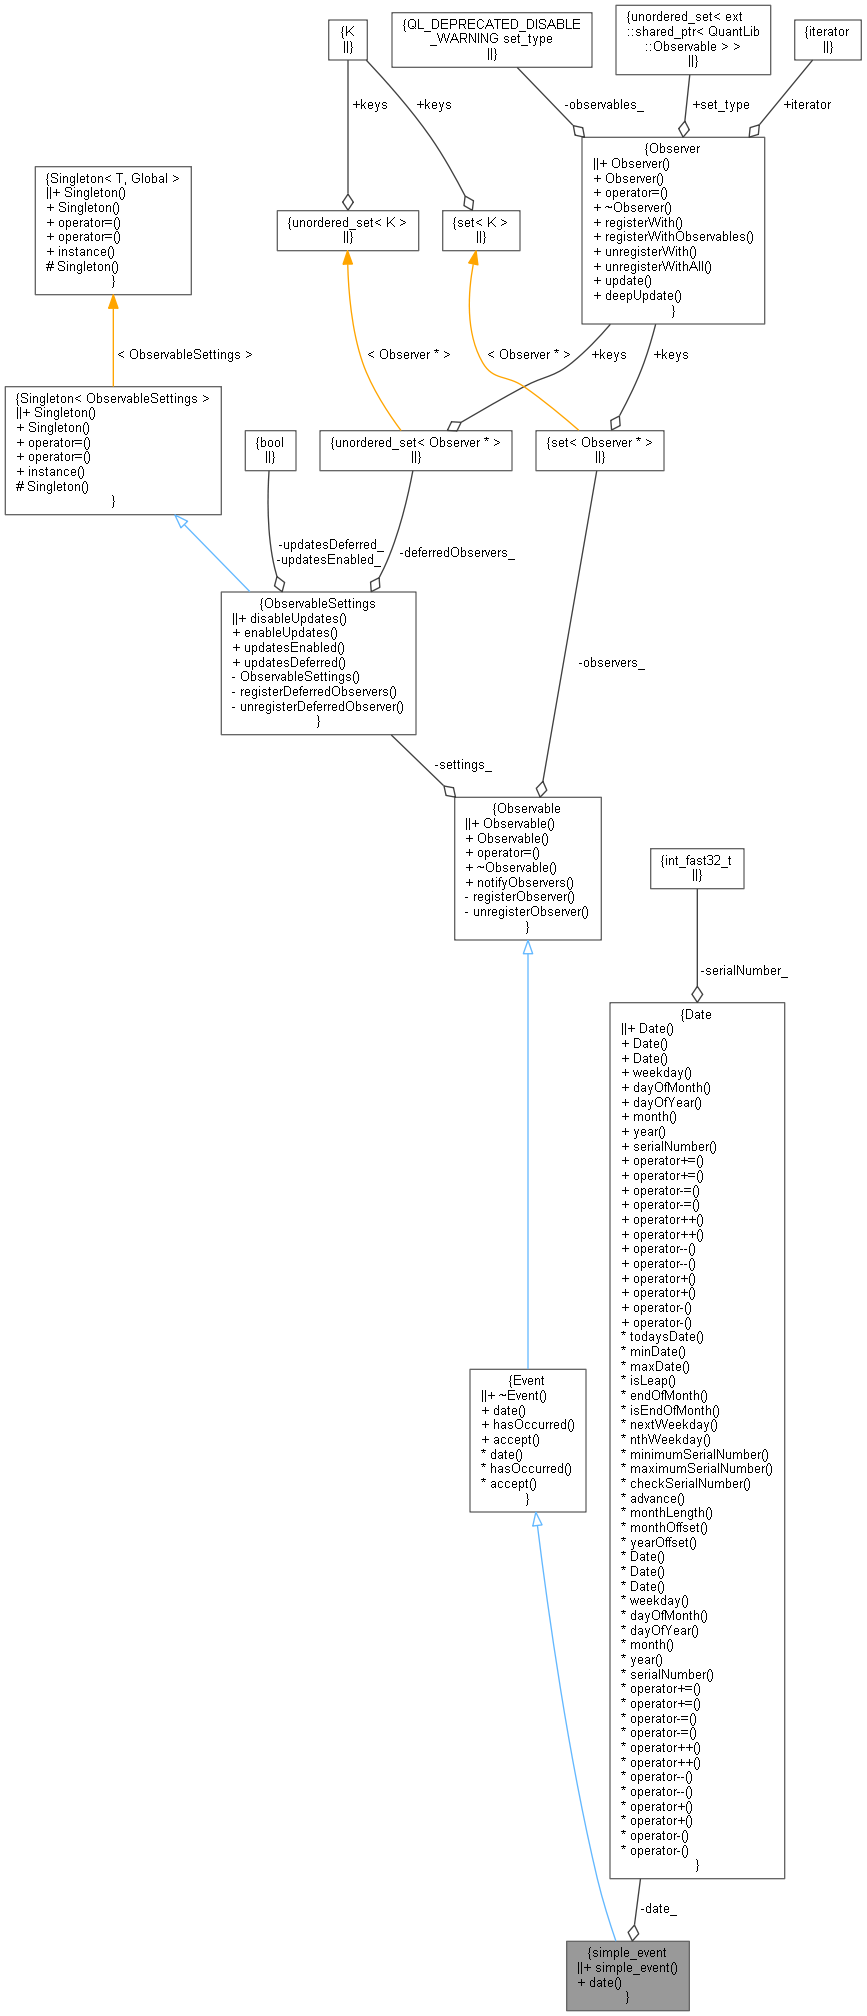 {K
||}
{QL_DEPRECATED_DISABLE
_WARNING set_type
||}
{unordered_set< ext
::shared_ptr< QuantLib
::Observable > >
||}
{iterator
||}
+keys
+keys
-observables_
+set_type
+iterator
{Singleton< T, Global >
||+ Singleton()
+ Singleton()
+ operator=()
+ operator=()
+ instance()
# Singleton()
}
{unordered_set< K >
||}
{set< K >
||}
{Observer
||+ Observer()
+ Observer()
+ operator=()
+ ~Observer()
+ registerWith()
+ registerWithObservables()
+ unregisterWith()
+ unregisterWithAll()
+ update()
+ deepUpdate()
}
< ObservableSettings >
< Observer * >
< Observer * >
+keys
+keys
{Singleton< ObservableSettings >
||+ Singleton()
+ Singleton()
+ operator=()
+ operator=()
+ instance()
# Singleton()
}
{bool
||}
{unordered_set< Observer * >
||}
{set< Observer * >
||}
-updatesDeferred_
-updatesEnabled_
-deferredObservers_
{ObservableSettings
||+ disableUpdates()
+ enableUpdates()
+ updatesEnabled()
+ updatesDeferred()
- ObservableSettings()
- registerDeferredObservers()
- unregisterDeferredObserver()
}
-observers_
-settings_
{Observable
||+ Observable()
+ Observable()
+ operator=()
+ ~Observable()
+ notifyObservers()
- registerObserver()
- unregisterObserver()
}
{int_fast32_t
||}
-serialNumber_
{Date
||+ Date()
+ Date()
+ Date()
+ weekday()
+ dayOfMonth()
+ dayOfYear()
+ month()
+ year()
+ serialNumber()
+ operator+=()
+ operator+=()
+ operator-=()
+ operator-=()
+ operator++()
+ operator++()
+ operator--()
+ operator--()
+ operator+()
+ operator+()
+ operator-()
+ operator-()
* todaysDate()
* minDate()
* maxDate()
* isLeap()
* endOfMonth()
* isEndOfMonth()
* nextWeekday()
* nthWeekday()
* minimumSerialNumber()
* maximumSerialNumber()
* checkSerialNumber()
* advance()
* monthLength()
* monthOffset()
* yearOffset()
* Date()
* Date()
* Date()
* weekday()
* dayOfMonth()
* dayOfYear()
* month()
* year()
* serialNumber()
* operator+=()
* operator+=()
* operator-=()
* operator-=()
* operator++()
* operator++()
* operator--()
* operator--()
* operator+()
* operator+()
* operator-()
* operator-()
}
{Event
||+ ~Event()
+ date()
+ hasOccurred()
+ accept()
* date()
* hasOccurred()
* accept()
}
-date_
{simple_event
||+ simple_event()
+ date()
}